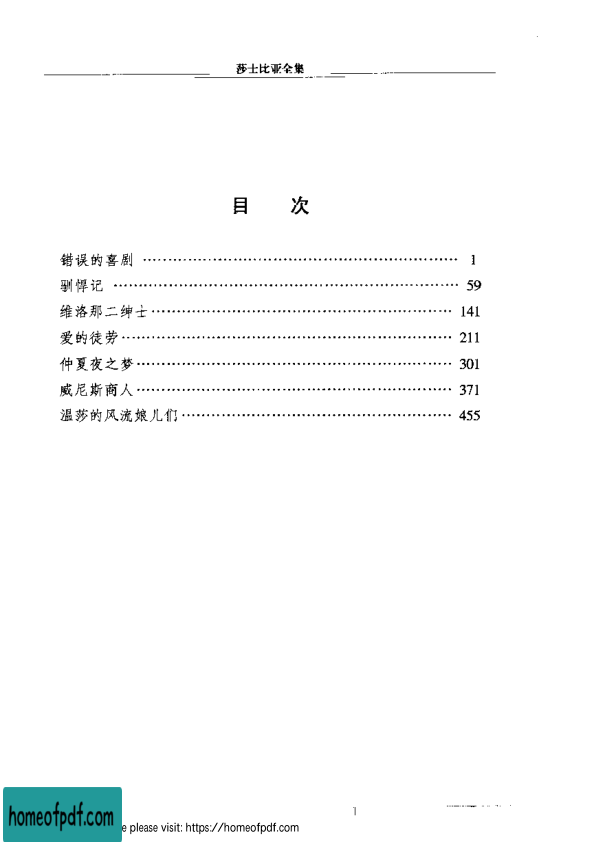 莎士比亚全集
目 次
错误的喜剧 …… 1
驯悍记 …… 59
维洛那二绅士 …… 141
爱的徒劳 …… 211
仲夏夜之梦 …… 301
威尼斯商人 …… 371
温莎的风流娘儿们 …… 455
1
homeofpdf.com
e please visit: https://homeofpdf.com